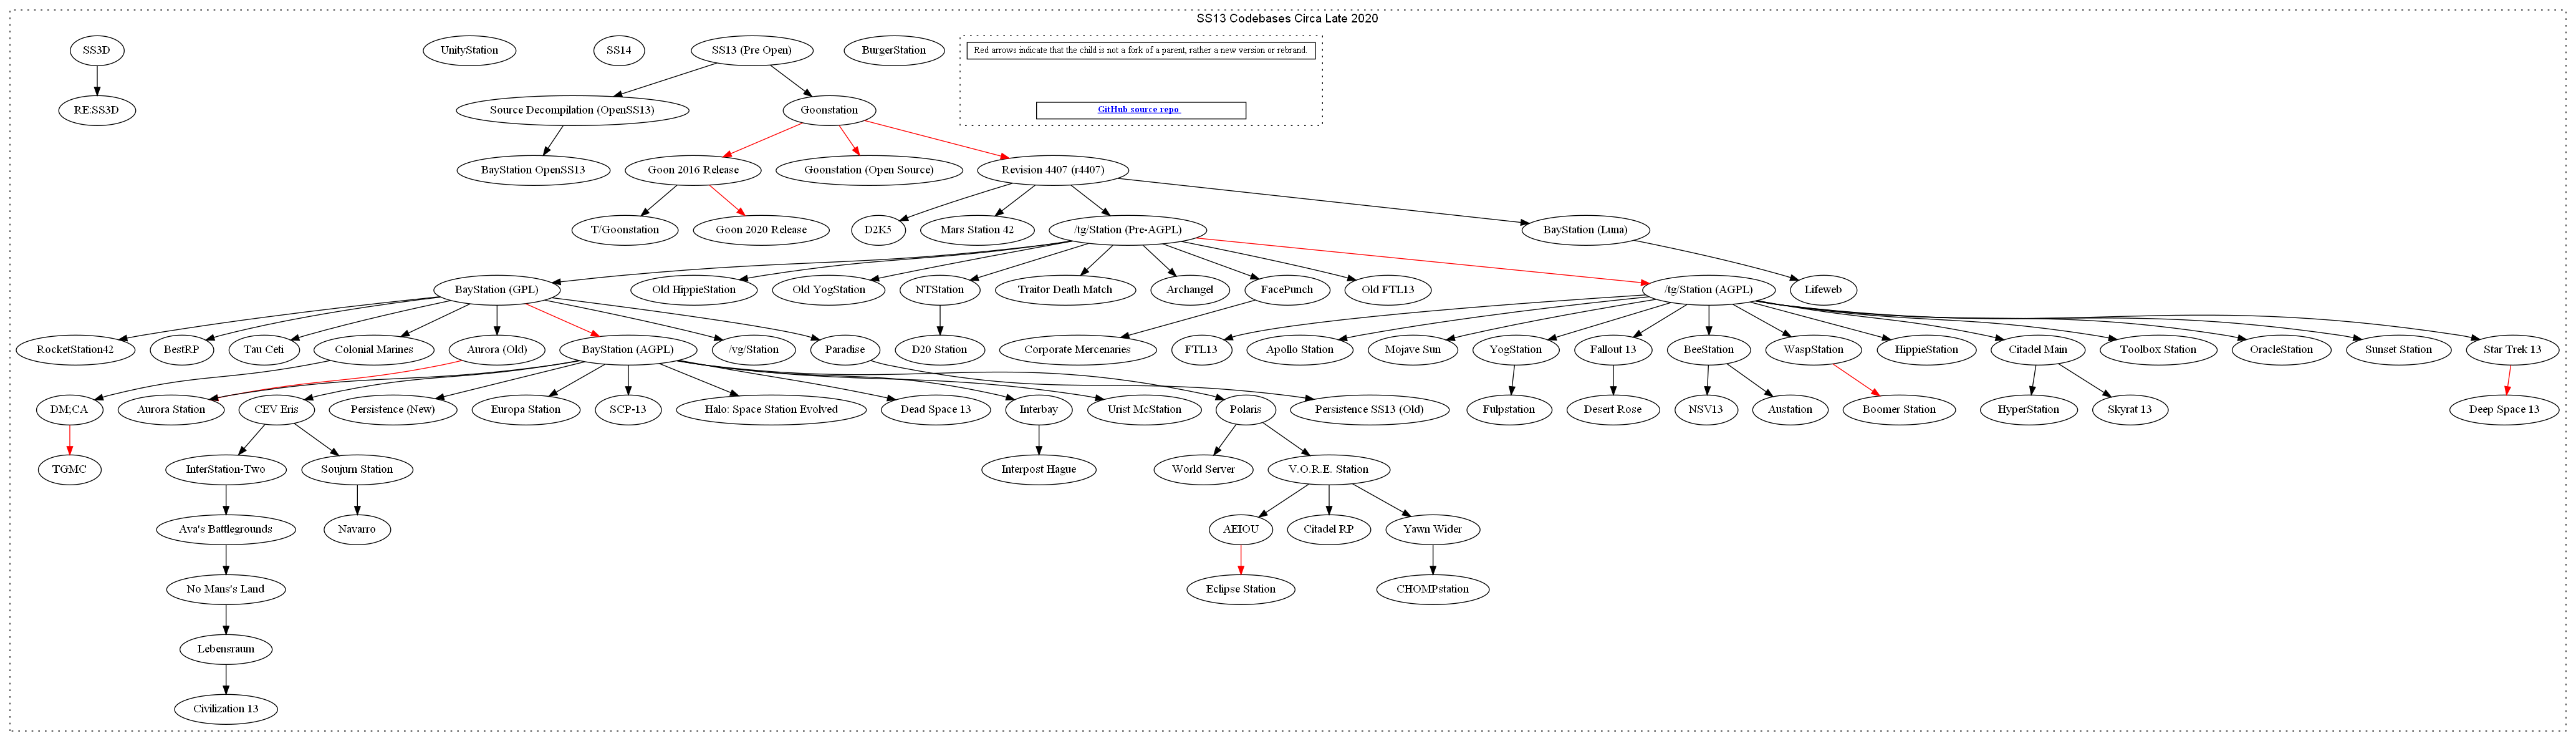 SS13 Codebases Circa Late 2020
SS3D
UnityStation
SS14
SS13 (Pre Open)
BurgerStation
Red arrows indicate that the child is not a fork of a parent, rather a new version or rebrand.
RE:SS3D
Source Decompilation (OpenSS13)
Goonstation
GitHub source repo
BayStation OpenSS13
Goon 2016 Release
Goonstation (Open Source)
Revision 4407 (r4407)
T/Goonstation
Goon 2020 Release
D2K5
Mars Station 42
/tg/Station (Pre-AGPL)
BayStation (Luna)
BayStation (GPL)
Old HippieStation
Old YogStation
NTStation
Traitor Death Match
Archangel
FacePunch
Old FTL13
/tg/Station (AGPL)
Lifeweb
RocketStation42
BestRP
Tau Ceti
Colonial Marines
Aurora (Old)
BayStation (AGPL)
/vg/Station
Paradise
D20 Station
Corporate Mercenaries
FTL13
Apollo Station
Mojave Sun
YogStation
Fallout 13
BeeStation
WaspStation
HippieStation
Citadel Main
Toolbox Station
OracleStation
Sunset Station
Star Trek 13
DM;CA
Aurora Station
CEV Eris
Persistence (New)
Europa Station
SCP-13
Halo: Space Station Evolved
Dead Space 13
Interbay
Urist McStation
Polaris
Persistence SS13 (Old)
Fulpstation
Desert Rose
NSV13
Austation
Boomer Station
HyperStation
Skyrat 13
Deep Space 13
TGMC
InterStation-Two
Soujurn Station
Interpost Hague
World Server
V.O.R.E. Station
Ava's Battlegrounds
Navarro
AEIOU
Citadel RP
Yawn Wider
No Mans's Land
Eclipse Station
CHOMPstation
Lebensraum
Civilization 13